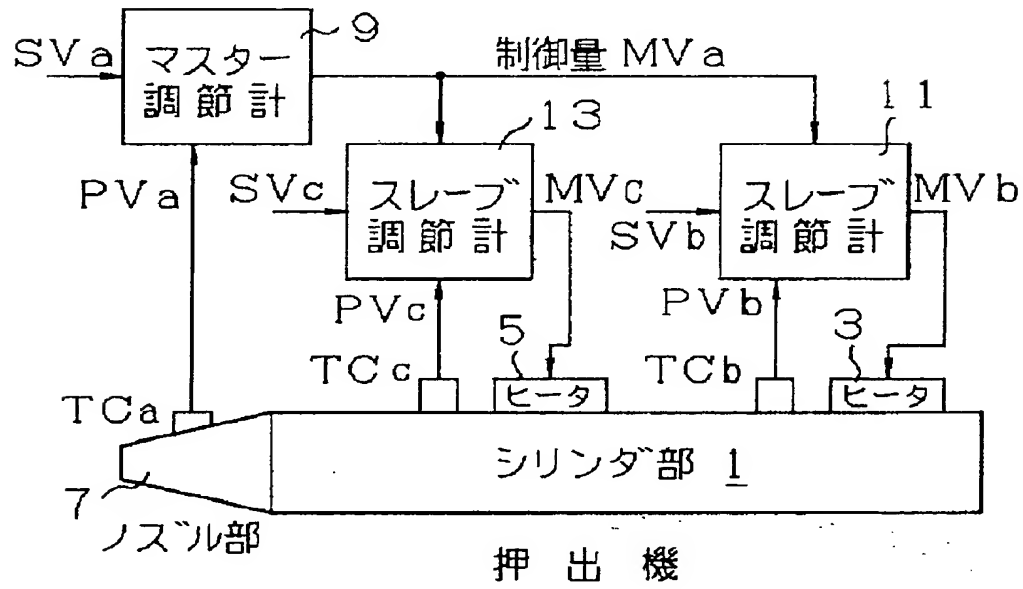 9
SVa
マスター
調節計
制御量 MVa
13
11
PVa
SVc
スレーブ
調節計
MVC
SVb
スレーブ
調節計
MVb
PVc
PVb
5
3
TCc
ヒータ
TCb
ヒータ
TCa
シリンダ部 1
7
ノズル部
押出機